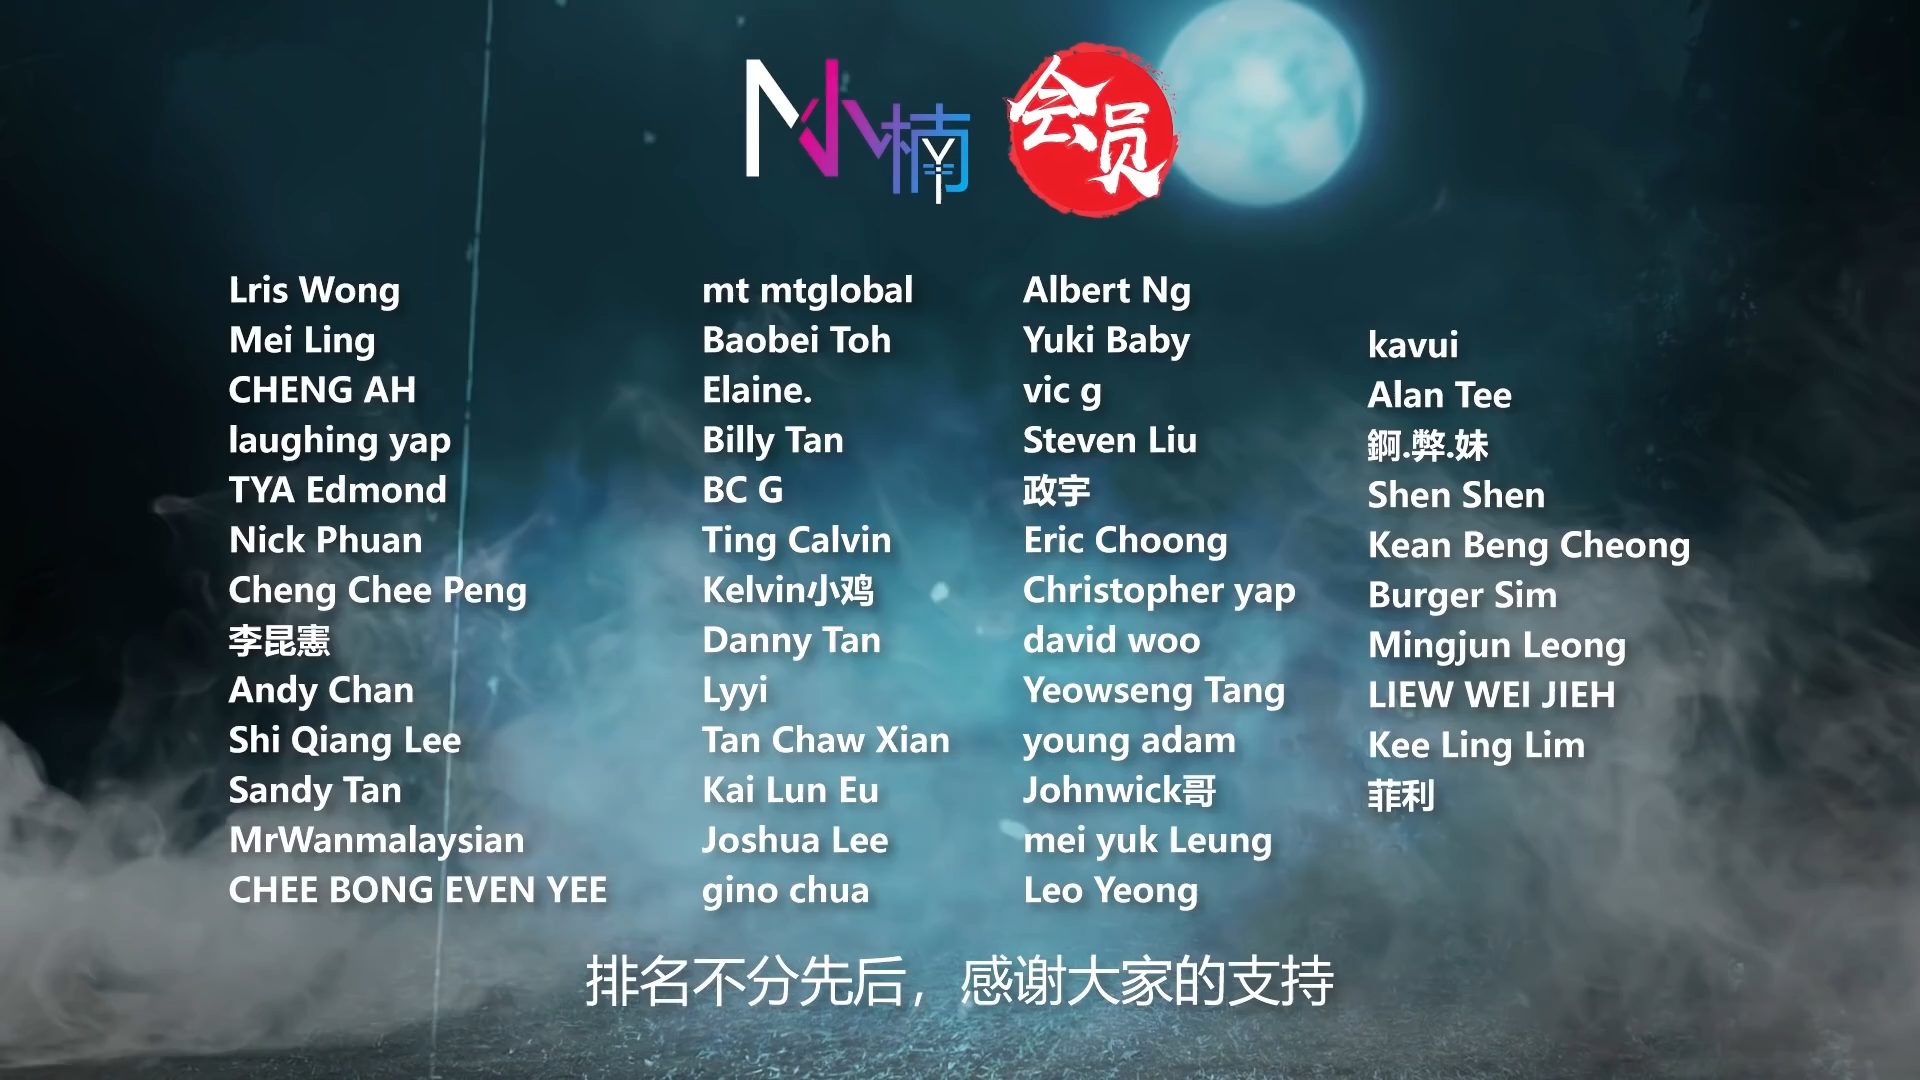 小楠
会员
Lris Wong
Mei Ling
CHENG AH
laughing yap
TYA Edmond
Nick Phuan
Cheng Chee Peng
李昆憲
Andy Chan
Shi Qiang Lee
Sandy Tan
MrWanmalaysian
CHEE BONG EVEN YEE
mt mtglobal
Baobei Toh
Elaine.
Billy Tan
BC G
Ting Calvin
Kelvin小鸡
Danny Tan
Lyyi
Tan Chaw Xian
Kai Lun Eu
Joshua Lee
gino chua
Albert Ng
Yuki Baby
vic g
Steven Liu
政宇
Eric Choong
Christopher yap
david woo
Yeowseng Tang
young adam
Johnwick哥
mei yuk Leung
Leo Yeong
kavui
Alan Tee
錒.弊.妹
Shen Shen
Kean Beng Cheong
Burger Sim
Mingjun Leong
LIEW WEI JIEH
Kee Ling Lim
菲利
排名不分先后，感谢大家的支持